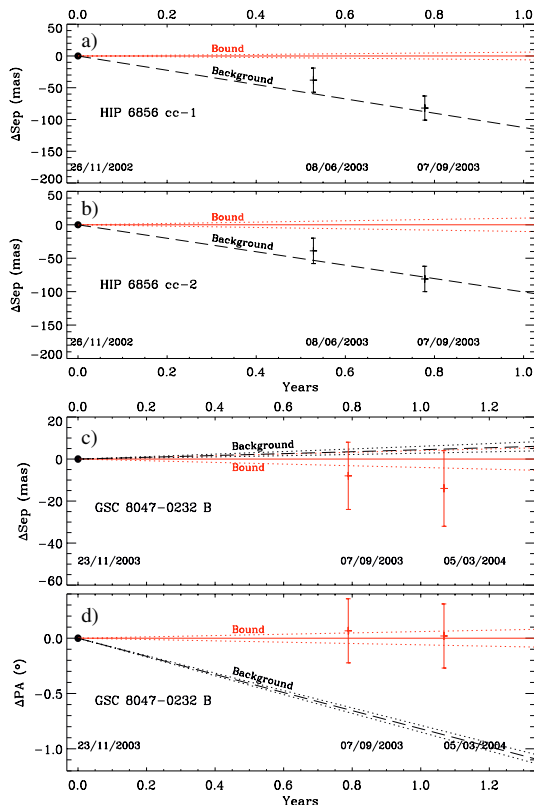 0.0 0.2 0.4 0.6 0.8 1.0
a)
50
0
-50
-100
-150
-200
ΔSep (mas)
Bound
Background
HIP 6856 cc-1
26/11/2002 08/06/2003 07/09/2003
b)
50
0
-50
-100
-150
-200
ΔSep (mas)
Bound
Background
HIP 6856 cc-2
26/11/2002 08/06/2003 07/09/2003
0.0 0.2 0.4 0.6 0.8 1.0
Years
0.0 0.2 0.4 0.6 0.8 1.0 1.2
c)
20
0
-20
-40
-60
ΔSep (mas)
Background
Bound
GSC 8047-0232 B
23/11/2003 07/09/2003 05/03/2004
d)
0.0
-0.5
-1.0
ΔPA (°)
Bound
Background
GSC 8047-0232 B
23/11/2003 07/09/2003 05/03/2004
0.0 0.2 0.4 0.6 0.8 1.0 1.2
Years